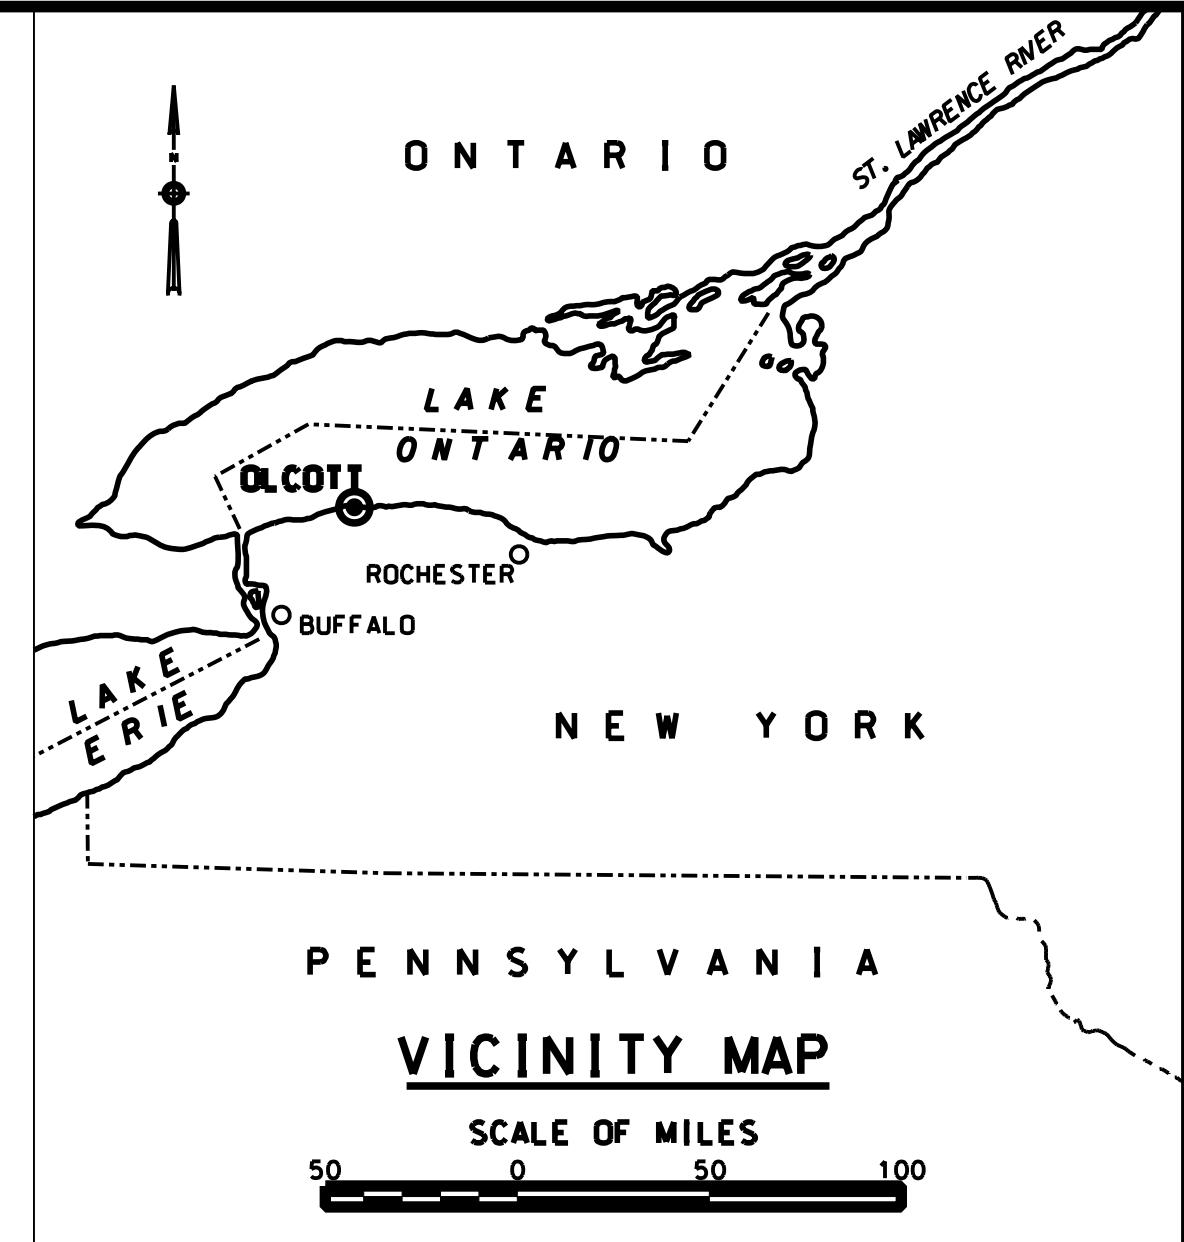 ST. LAWRENCE RIVER
N
ONTARIO
LAKE
ONTARIO
OLCOTT
ROCHESTER
BUFFALO
LAKE
ERIE
NEW YORK
PENNSYLVANIA
VICINITY MAP
SCALE OF MILES
50 0 50 100